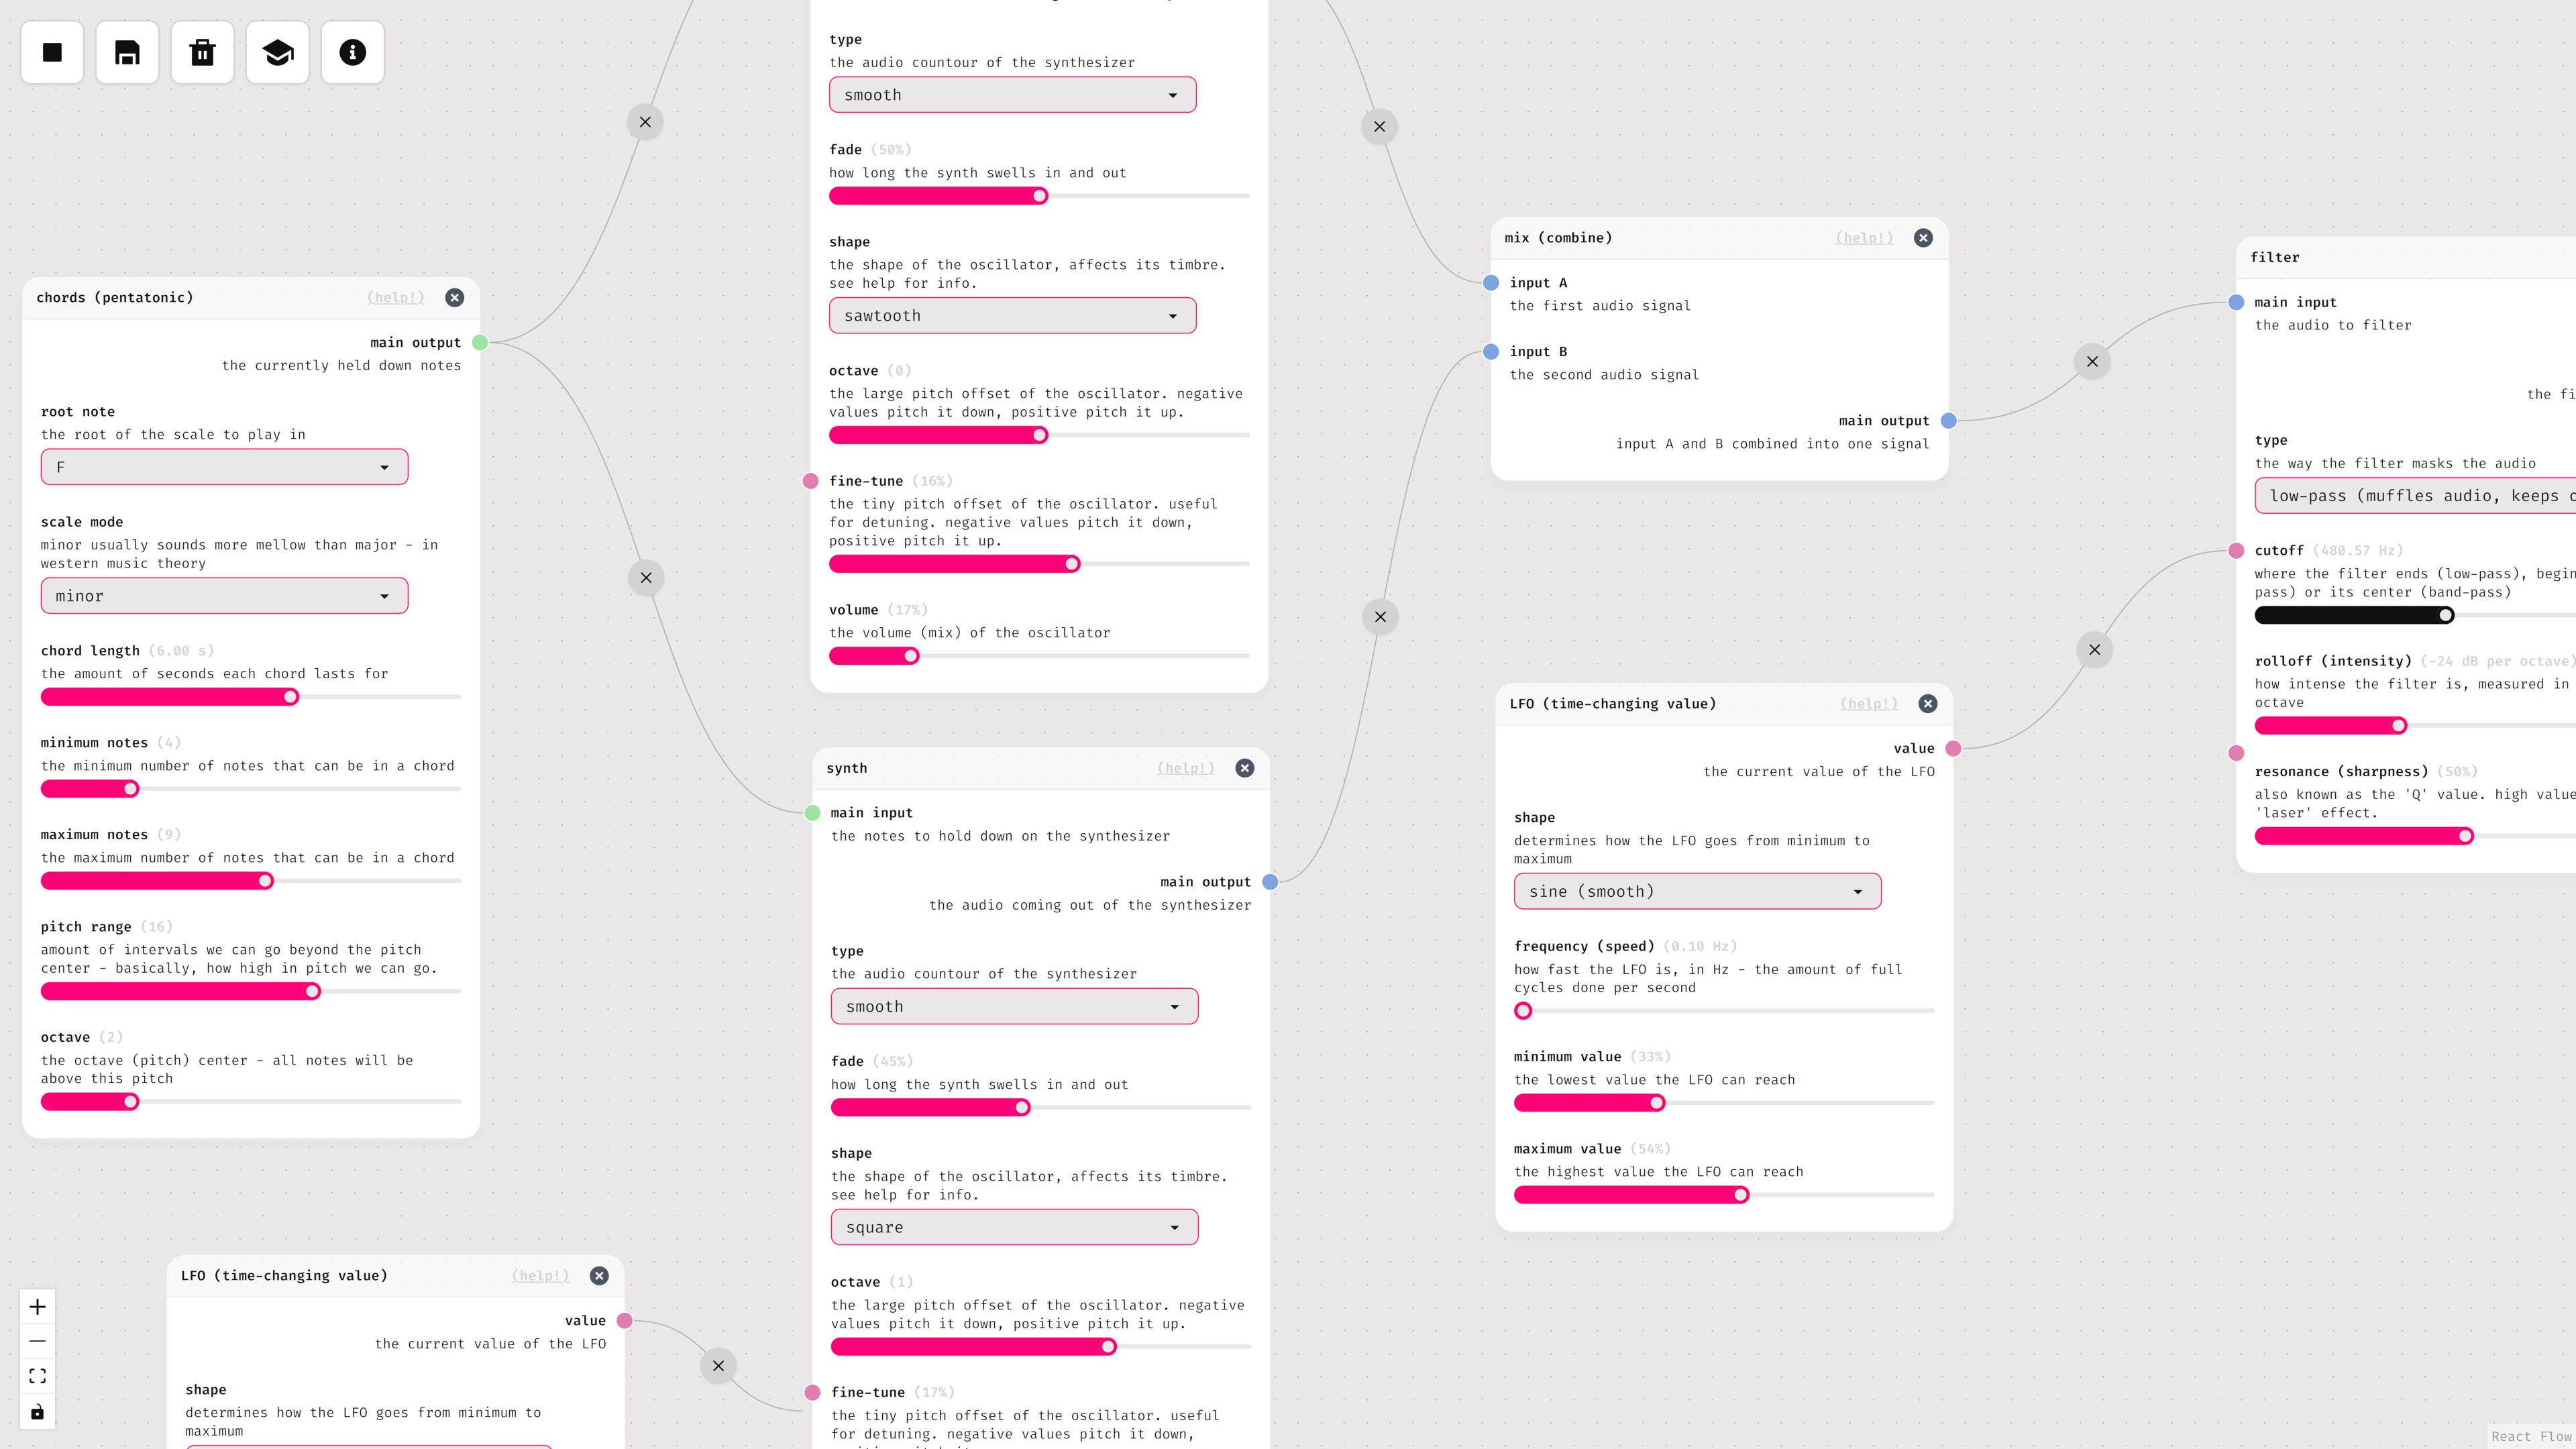 chords (pentatonic) (help!)
main output
the currently held down notes
root note
the root of the scale to play in
F
scale mode
minor usually sounds more mellow than major - in
western music theory
minor
chord length (6.00 s)
the amount of seconds each chord lasts for
minimum notes (4)
the minimum number of notes that can be in a chord
maximum notes (9)
the maximum number of notes that can be in a chord
pitch range (16)
amount of intervals we can go beyond the pitch
center - basically, how high in pitch we can go.
octave (2)
the octave (pitch) center - all notes will be
above this pitch
LFO (time-changing value) (help!)
value
the current value of the LFO
shape
determines how the LFO goes from minimum to
maximum
type
the audio countour of the synthesizer
smooth
fade (50%)
how long the synth swells in and out
shape
the shape of the oscillator, affects its timbre.
see help for info.
sawtooth
octave (0)
the large pitch offset of the oscillator. negative
values pitch it down, positive pitch it up.
fine-tune (16%)
the tiny pitch offset of the oscillator. useful
for detuning. negative values pitch it down,
positive pitch it up.
volume (17%)
the volume (mix) of the oscillator
synth (help!)
main input
the notes to hold down on the synthesizer
main output
the audio coming out of the synthesizer
type
the audio countour of the synthesizer
smooth
fade (45%)
how long the synth swells in and out
shape
the shape of the oscillator, affects its timbre.
see help for info.
square
octave (1)
the large pitch offset of the oscillator. negative
values pitch it down, positive pitch it up.
fine-tune (17%)
the tiny pitch offset of the oscillator. useful
for detuning. negative values pitch it down,
mix (combine) (help!)
input A
the first audio signal
input B
the second audio signal
main output
input A and B combined into one signal
LFO (time-changing value) (help!)
value
the current value of the LFO
shape
determines how the LFO goes from minimum to
maximum
sine (smooth)
frequency (speed) (0.10 Hz)
how fast the LFO is, in Hz - the amount of full
cycles done per second
minimum value (33%)
the lowest value the LFO can reach
maximum value (54%)
the highest value the LFO can reach
filter
main input
the audio to filter
the fi
type
the way the filter masks the audio
low-pass (muffles audio, keeps
cutoff (480.57 Hz)
where the filter ends (low-pass), begin
pass) or its center (band-pass)
rolloff (intensity) (-24 dB per octave)
how intense the filter is, measured in
octave
resonance (sharpness) (50%)
also known as the 'Q' value. high value
'laser' effect.
React Flow